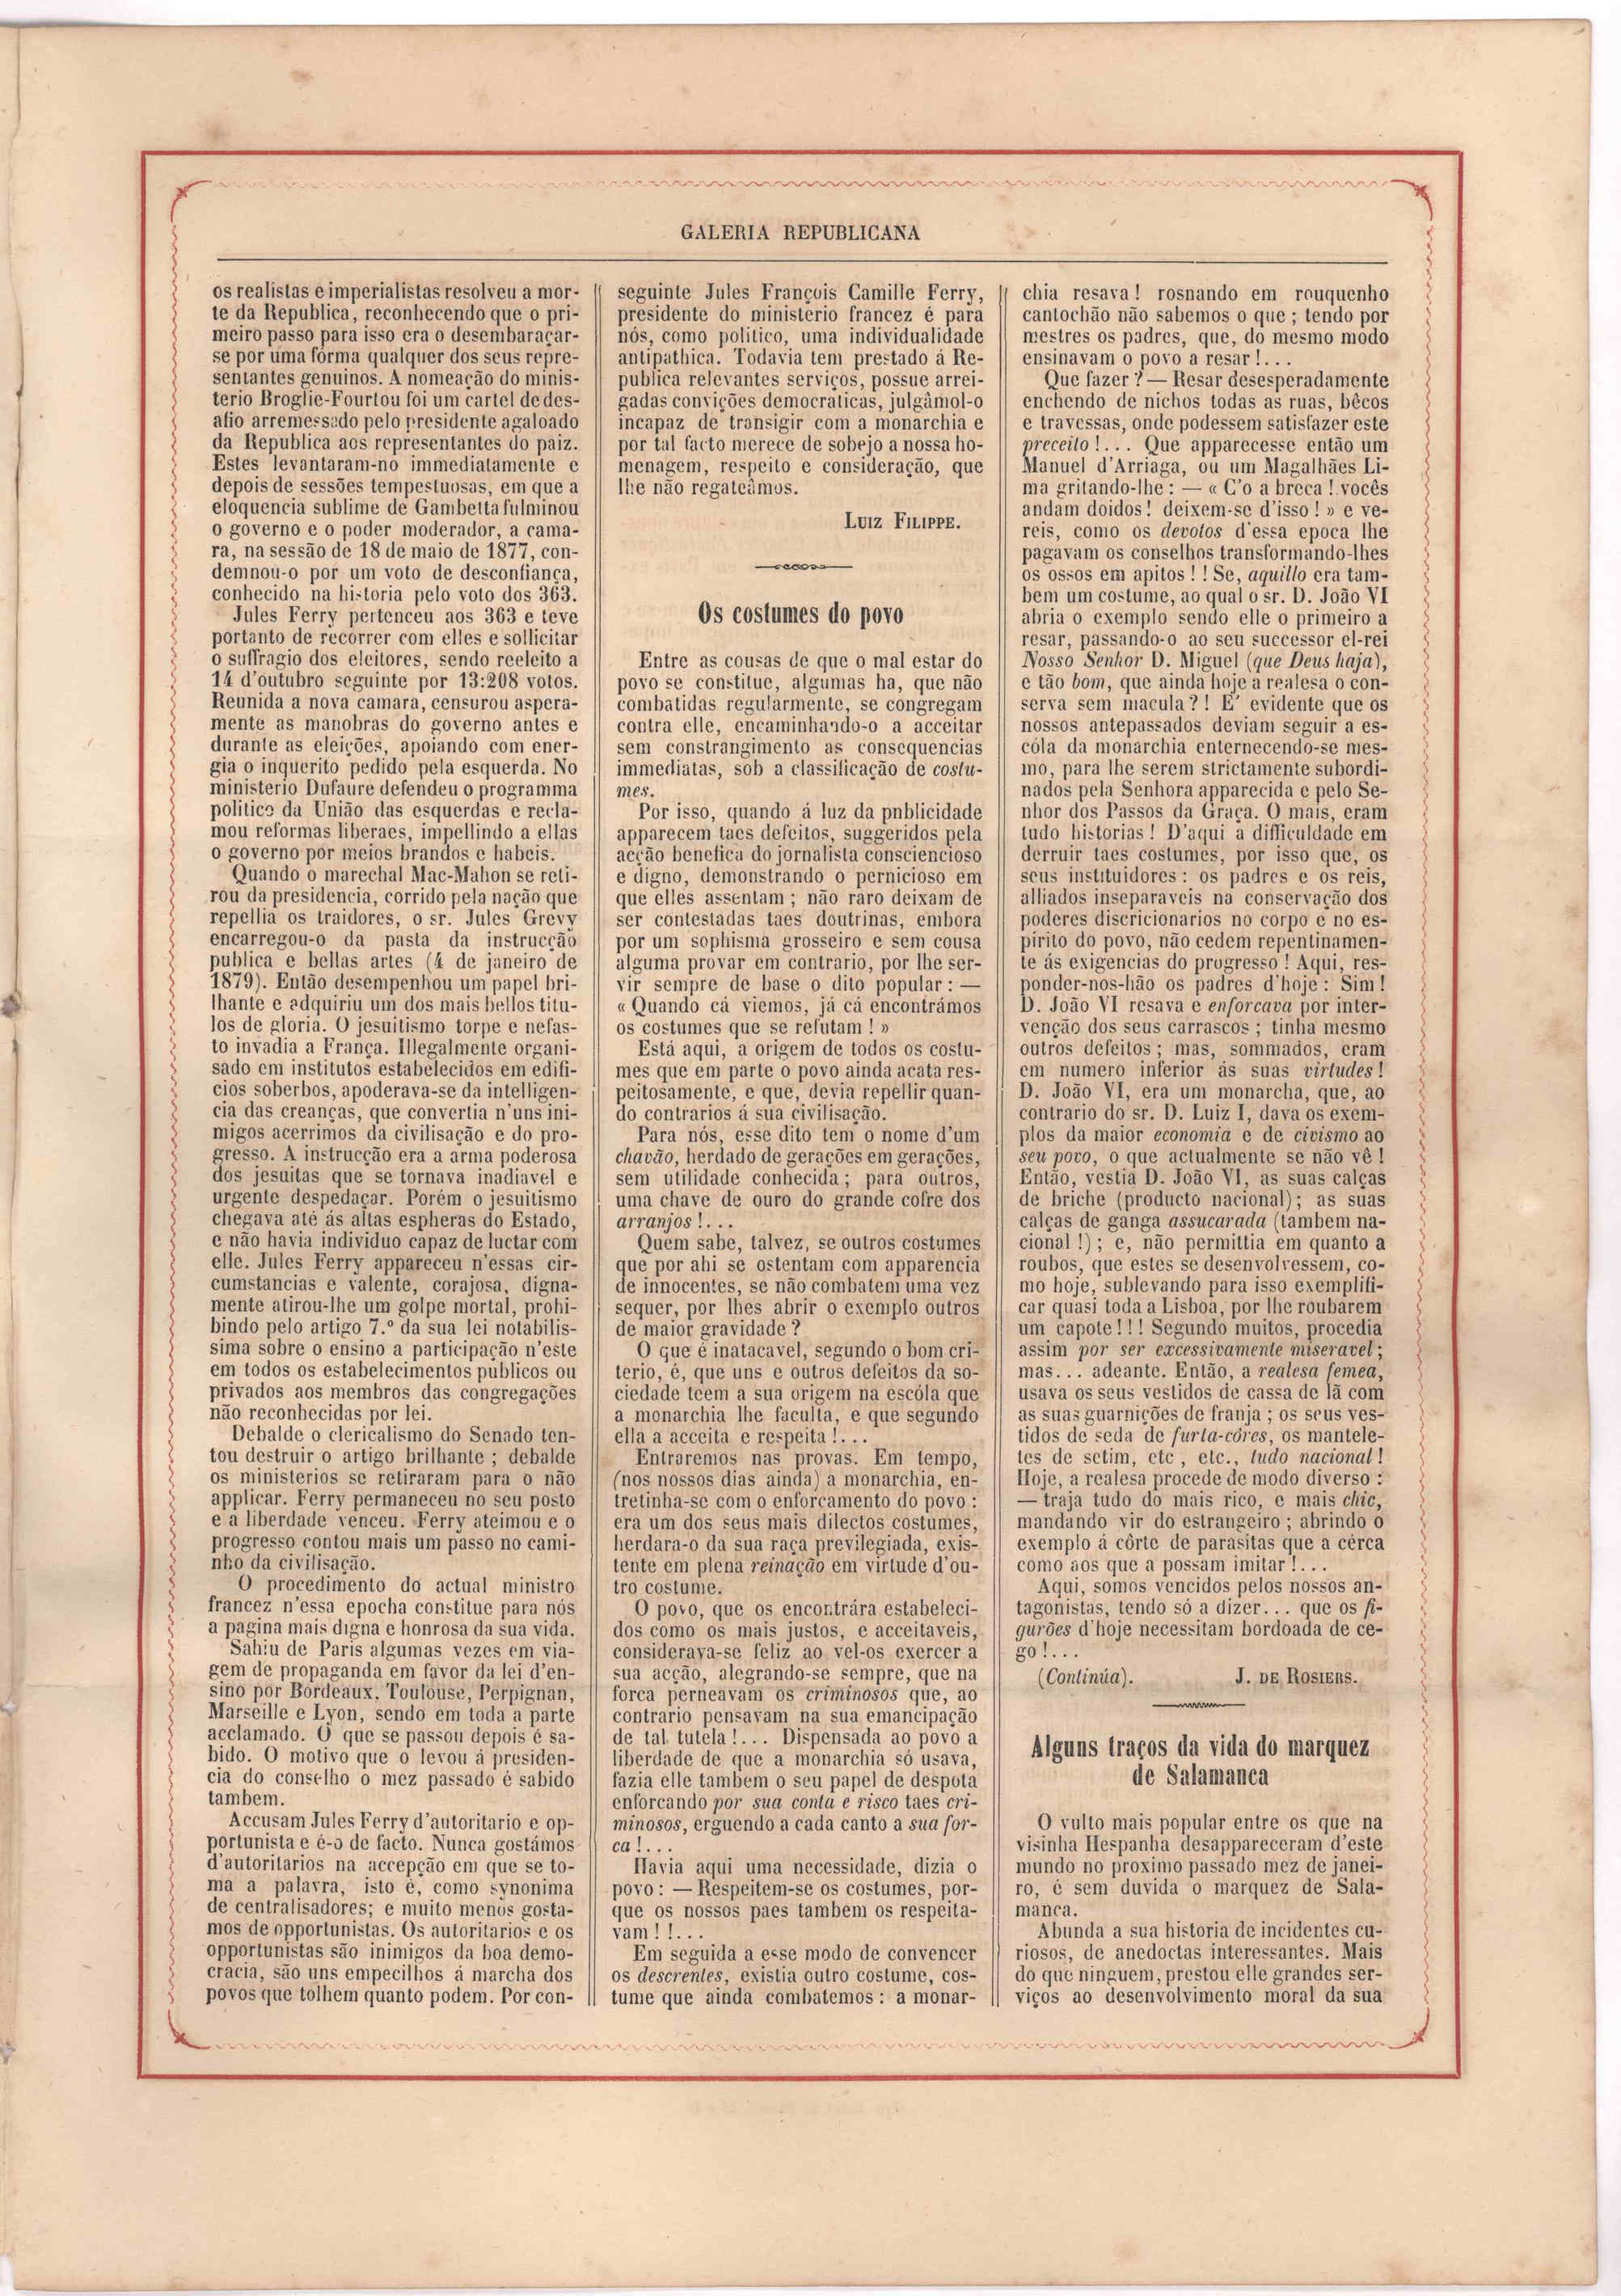 GALERIA REPUBLICANA
os realistas e imperialistas resolveu a mor-
te da Republica, reconhecendo que o pri-
meiro passo para isso era o desembaraçar-
se por uma fórma qualquer dos seus repre-
sentantes genuinos. A nomeação do minis-
terio Broglie-Fourtou foi um cartel de des-
afio arremessado pelo presidente agaloado
da Republica aos representantes do paiz.
Estes levantaram-no immediatamente e
depois de sessões tempestuosas, em que a
eloquencia sublime de Gambetta fulminou
o governo e o poder moderador, a cama-
ra, na sessão de 18 de maio de 1877, con-
demnou-o por um voto de desconfiança,
conhecido na historia pelo voto dos 363.
Jules Ferry pertenceu aos 363 e teve
portanto de recorrer com elles e sollicitar
o suffragio dos eleitores, sendo reeleito a
14 d'outubro seguinte por 13:208 votos.
Reunida a nova camara, censurou aspera-
mente as manobras do governo antes e
durante as eleições, apoiando com ener-
gia o inquerito pedido pela esquerda. No
ministerio Dufaure defendeu o programma
politico da União das esquerdas e recla-
mou reformas liberaes, impellindo a ellas
o governo por meios brandos e habeis.
Quando o marechal Mac-Mahon se reti-
rou da presidencia, corrido pela nação que
repellia os traidores, o sr. Jules Grevy
encarregou-o da pasta da instrucção
publica e bellas artes (4 de janeiro de
1879). Então desempenhou um papel bri-
lhante e adquiriu um dos mais bellos titu-
los de gloria. O jesuitismo torpe e nefas-
to invadia a França. Illegalmente organi-
sado em institutos estabelecidos em edifi-
cios soberbos, apoderava-se da intelligen-
cia das creanças, que convertia n'uns ini-
migos acerrimos da civilisação e do pro-
gresso. A instrucção era a arma poderosa
dos jesuitas que se tornava inadiavel e
urgente despedaçar. Porém o jesuitismo
chegava até ás altas espheras do Estado,
e não havia individuo capaz de luctar com
elle. Jules Ferry appareceu n'essas cir-
cumstancias e valente, corajosa, digna-
mente atirou-lhe um golpe mortal, prohi-
bindo pelo artigo 7.º da sua lei notabilis-
sima sobre o ensino a participação n'este
em todos os estabelecimentos publicos ou
privados aos membros das congregações
não reconhecidas por lei.
Debalde o clericalismo do Senado ten-
tou destruir o artigo brilhante ; debalde
os ministerios se retiraram para o não
applicar. Ferry permaneceu no seu posto
e a liberdade venceu. Ferry ateimou e o
progresso contou mais um passo no cami-
nho da civilisação.
O procedimento do actual ministro
francez n'essa epocha constitue para nós
a pagina mais digna e honrosa da sua vida.
Sahiu de Paris algumas vezes em via-
gem de propaganda em favor da lei d'en-
sino por Bordeaux, Toulouse, Perpignan,
Marseille e Lyon, sendo em toda a parte
acclamado. O que se passou depois é sa-
bido. O motivo que o levou á presiden-
cia do conselho o mez passado é sabido
tambem.
Accusam Jules Ferry d'autoritario e op-
portunista e é-o de facto. Nunca gostámos
d'autoritarios na accepção em que se to-
ma a palavra, isto é, como synonima
de centralisadores; e muito menos gosta-
mos de opportunistas. Os autoritarios e os
opportunistas são inimigos da boa demo-
cracia, são uns empecilhos á marcha dos
povos que tolhem quanto podem. Por con-
seguinte Jules François Camille Ferry,
presidente do ministerio francez é para
nós, como politico, uma individualidade
antipathica. Todavia tem prestado á Re-
publica relevantes serviços, possue arrei-
gadas convições democraticas, julgâmol-o
incapaz de transigir com a monarchia e
por tal facto merece de sobejo a nossa ho-
menagem, respeito e consideração, que
lhe não regateâmos.
LUIZ FILIPPE.
Os costumes do povo
Entre as cousas de que o mal estar do
povo se constitue, algumas ha, que não
combatidas regularmente, se congregam
contra elle, encaminhando-o a acceitar
sem constrangimento as consequencias
immediatas, sob a classificação de costu-
mes.
Por isso, quando á luz da pnblicidade
apparecem taes defeitos, suggeridos pela
acção benefica do jornalista consciencioso
e digno, demonstrando o pernicioso em
que elles assentam ; não raro deixam de
ser contestadas taes doutrinas, embora
por um sophisma grosseiro e sem cousa
alguma provar em contrario, por lhe ser-
vir sempre de base o dito popular : —
« Quando cá viemos, já cá encontrámos
os costumes que se refutam ! »
Está aqui, a origem de todos os costu-
mes que em parte o povo ainda acata res-
peitosamente, e que, devia repellir quan-
do contrarios á sua civilisação.
Para nós, esse dito tem o nome d'um
chavão, herdado de gerações em gerações,
sem utilidade conhecida ; para outros,
uma chave de ouro do grande cofre dos
arranjos !...
Quem sabe, talvez, se outros costumes
que por ahi se ostentam com apparencia
de innocentes, se não combatem uma vez
sequer, por lhes abrir o exemplo outros
de maior gravidade ?
O que é inatacavel, segundo o bom cri-
terio, é, que uns e outros defeitos da so-
ciedade teem a sua origem na escóla que
a monarchia lhe faculta, e que segundo
ella a acceita e respeita !...
Entraremos nas provas. Em tempo,
(nos nossos dias ainda) a monarchia, en-
tretinha-se com o enforcamento do povo :
era um dos seus mais dilectos costumes,
herdara-o da sua raça previlegiada, exis-
tente em plena reinação em virtude d'ou-
tro costume.
O povo, que os encontrára estabeleci-
dos como os mais justos, e acceitaveis,
considerava-se feliz ao vel-os exercer a
sua acção, alegrando-se sempre, que na
forca perneavam os criminosos que, ao
contrario pensavam na sua emancipação
de tal tutela !... Dispensada ao povo a
liberdade de que a monarchia só usava,
fazia elle tambem o seu papel de despota
enforcando por sua conta e risco taes cri-
minosos, erguendo a cada canto a sua for-
ca !...
Havia aqui uma necessidade, dizia o
povo : — Respeitem-se os costumes, por-
que os nossos paes tambem os respeita-
vam ! !...
Em seguida a esse modo de convencer
os descrentes, existia outro costume, cos-
tume que ainda combatemos : a monar-
chia resava ! rosnando em rouquenho
cantochão não sabemos o que ; tendo por
mestres os padres, que, do mesmo modo
ensinavam o povo a resar !...
Que fazer ? — Resar desesperadamente
enchendo de nichos todas as ruas, bêcos
e travessas, onde podessem satisfazer este
preceito !... Que apparecesse então um
Manuel d'Arriaga, ou um Magalhães Li-
ma gritando-lhe : — « C'o a breca ! vocês
andam doidos ! deixem-se d'isso ! » e ve-
reis, como os devotos d'essa epoca lhe
pagavam os conselhos transformando-lhes
os ossos em apitos ! ! Se, aquillo era tam-
bem um costume, ao qual o sr. D. João VI
abria o exemplo sendo elle o primeiro a
resar, passando-o ao seu successor el-rei
Nosso Senhor D. Miguel (que Deus haja),
e tão bom, que ainda hoje a realesa o con-
serva sem macula ? ! E' evidente que os
nossos antepassados deviam seguir a es-
cóla da monarchia enternecendo-se mes-
mo, para lhe serem strictamente subordi-
nados pela Senhora apparecida e pelo Se-
nhor dos Passos da Graça. O mais, eram
tudo historias ! D'aqui a difficuldade em
derruir taes costumes, por isso que, os
seus instituidores : os padres e os reis,
alliados inseparaveis na conservação dos
poderes discricionarios no corpo e no es-
pirito do povo, não cedem repentinamen-
te ás exigencias do progresso ! Aqui, res-
ponder-nos-hão os padres d'hoje : Sim !
D. João VI resava e enforcava por inter-
venção dos seus carrascos ; tinha mesmo
outros defeitos ; mas, sommados, eram
em numero inferior ás suas virtudes !
D. João VI, era um monarcha, que, ao
contrario do sr. D. Luiz I, dava os exem-
plos da maior economia e de civismo ao
seu povo, o que actualmente se não vê !
Então, vestia D. João VI, as suas calças
de briche (producto nacional) ; as suas
calças de ganga assucarada (tambem na-
cional !) ; e, não permittia em quanto a
roubos, que estes se desenvolvessem, co-
mo hoje, sublevando para isso exemplifi-
car quasi toda a Lisboa, por lhe roubarem
um capote ! ! ! Segundo muitos, procedia
assim por ser excessivamente miseravel ;
mas... adeante. Então, a realesa femea,
usava os seus vestidos de cassa de lã com
as suas guarnições de franja ; os seus ves-
tidos de seda de furta-côres, os mantele-
tes de setim, etc , etc., tudo nacional !
Hoje, a realesa procede de modo diverso :
— traja tudo do mais rico, e mais chic,
mandando vir do estrangeiro ; abrindo o
exemplo á côrte de parasitas que a cérca
como aos que a possam imitar !...
Aqui, somos vencidos pelos nossos an-
tagonistas, tendo só a dizer... que os fi-
gurões d'hoje necessitam bordoada de ce-
go !...
(Continúa). J. DE ROSIERS.
Alguns traços da vida do marquez
de Salamanca
O vulto mais popular entre os que na
visinha Hespanha desappareceram d'este
mundo no proximo passado mez de janei-
ro, é sem duvida o marquez de Sala-
manca.
Abunda a sua historia de incidentes cu-
riosos, de anedoctas interessantes. Mais
do que ninguem, prestou elle grandes ser-
viços ao desenvolvimento moral da sua